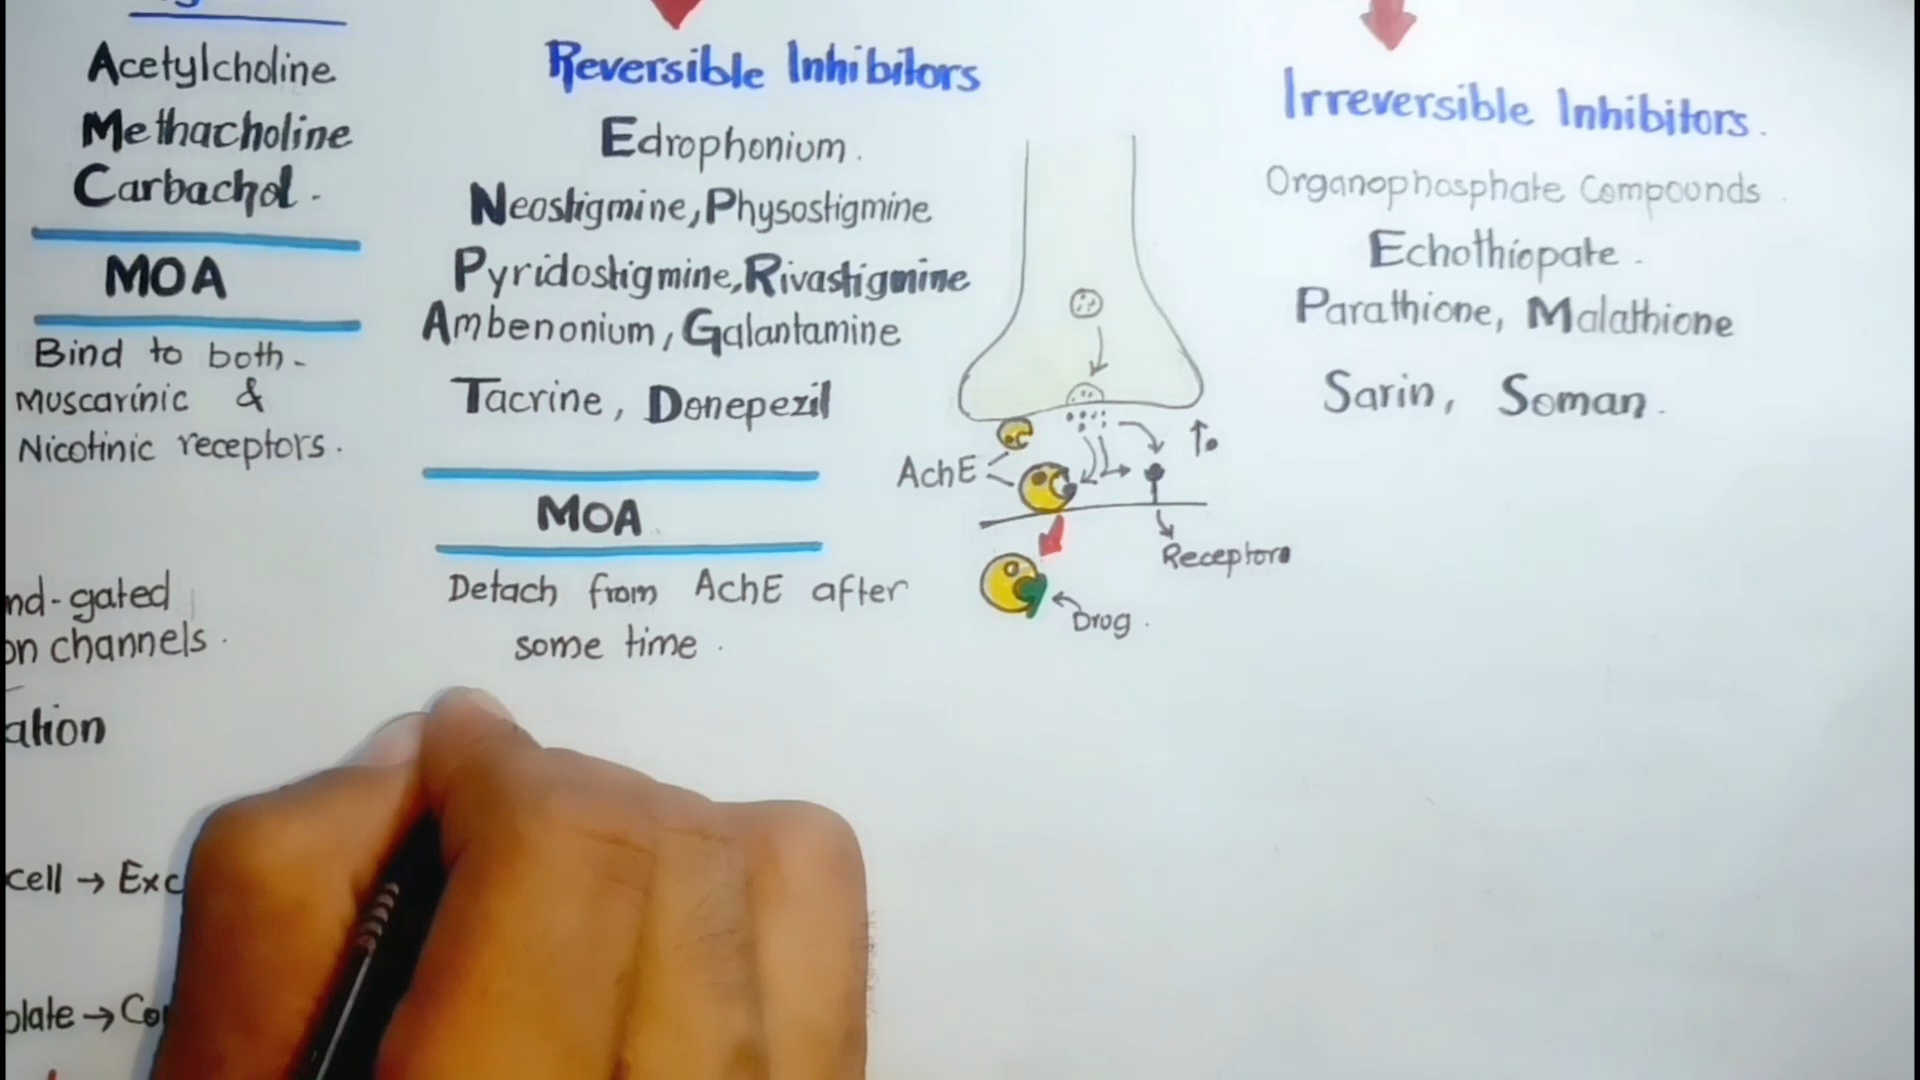 Acetylcholine
Methacholine
Carbachol.
MOA
Bind to both
muscarinic &
Nicotinic receptors.
nd-gated
on channels.
ation
cell → Exc
plate → Co
Reversible Inhibitors
Edrophonium.
Neostigmine, Physostigmine
Pyridostigmine, Rivastigmine
Ambenonium, Galantamine
Tacrine, Donepezil
MOA
Detach from AchE after
some time.
AchE
Receptors
Drug.
Irreversible Inhibitors.
Organophosphate Compounds.
Echothiopate.
Parathione, Malathione
Sarin, Soman.